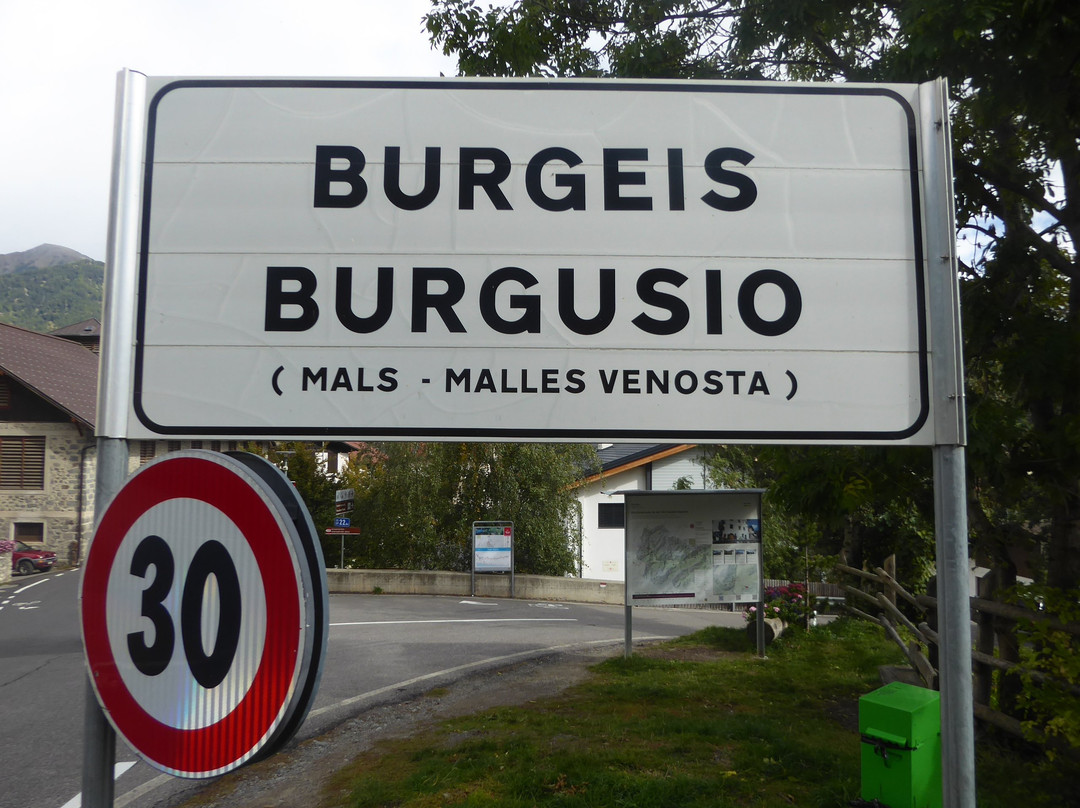 BURGEIS
BURGUSIO
( MALS - MALLES VENOSTA )
30